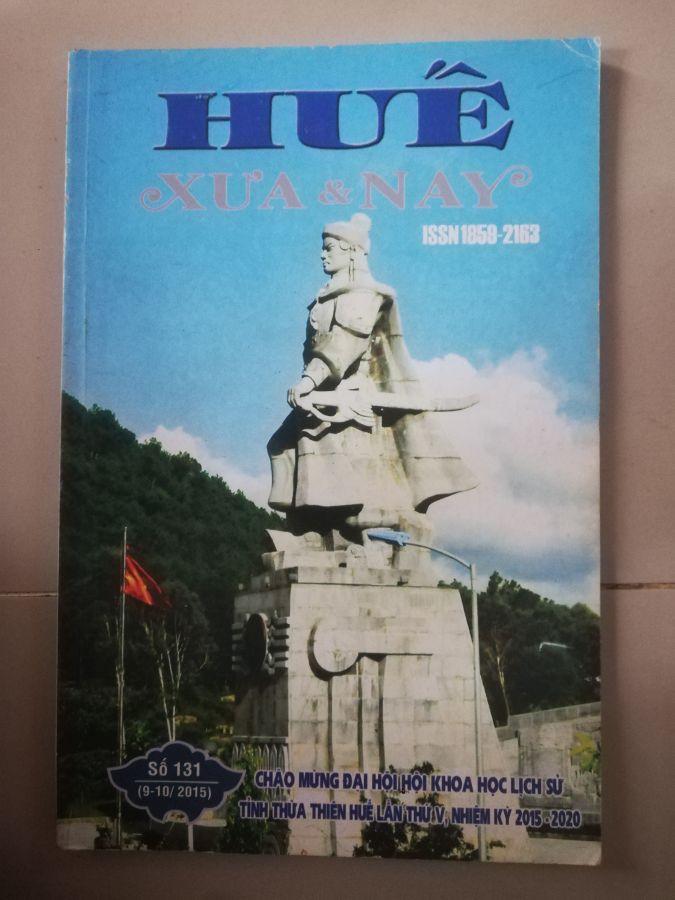 HUẾ
XƯA & NAY
ISSN 1859-2163
Số 131
(9-10/2015)
CHÀO MỪNG ĐẠI HỘI HỘI KHOA HỌC LỊCH SỬ
TỈNH THỪA THIÊN HUẾ LẦN THỨ V, NHIỆM KỲ 2015 - 2020